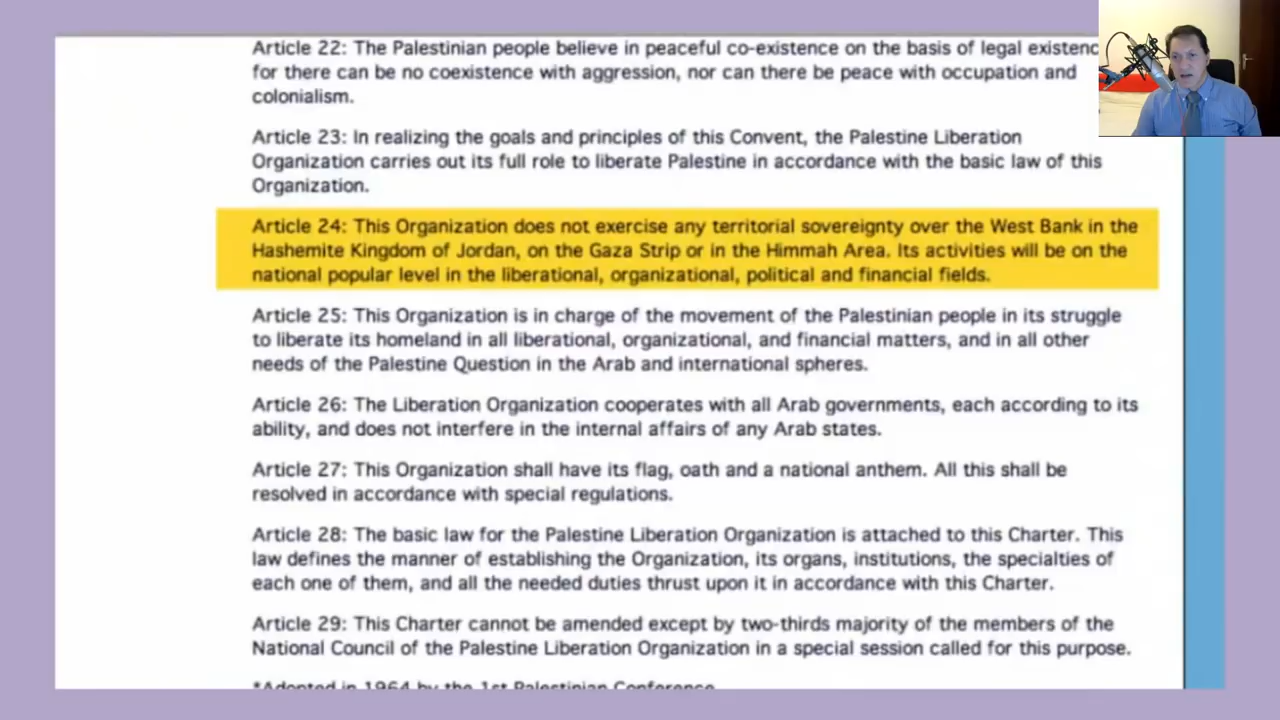 Article 22: The Palestinian people believe in peaceful co-existence on the basis of legal
for there can be no coexistence with aggression, nor can there be peace with occupation and
colonialism.
Article 23: In realizing the goals and principles of this Convent, the Palestine Liberation
Organization carries out its full role to liberate Palestine in accordance with the basic law of this
Organization.
Article 24: This Organization does not exercise any territorial sovereignty over the West Bank in the
Hashemite Kingdom of Jordan, on the Gaza Strip or in the Himmah Area. Its activities will be on the
national popular level in the liberational, organizational, political and financial fields.
Article 25: This Organization is in charge of the movement of the Palestinian people in its struggle
to liberate its homeland in all liberational, organizational, and financial matters, and in all other
needs of the Palestine Question in the Arab and international spheres.
Article 26: The Liberation Organization cooperates with all Arab governments, each according to its
ability, and does not interfere in the internal affairs of any Arab states.
Article 27: This Organization shall have its flag, oath and a national anthem. All this shall be
resolved in accordance with special regulations.
Article 28: The basic law for the Palestine Liberation Organization is attached to this Charter. This
law defines the manner of establishing the Organization, its organs, institutions, the specialties of
each one of them, and all the needed duties thrust upon it in accordance with this Charter.
Article 29: This Charter cannot be amended except by two-thirds majority of the members of the
National Council of the Palestine Liberation Organization in a special session called for this purpose.
*Adopted in 1964 by the 1st Palestinian Conference